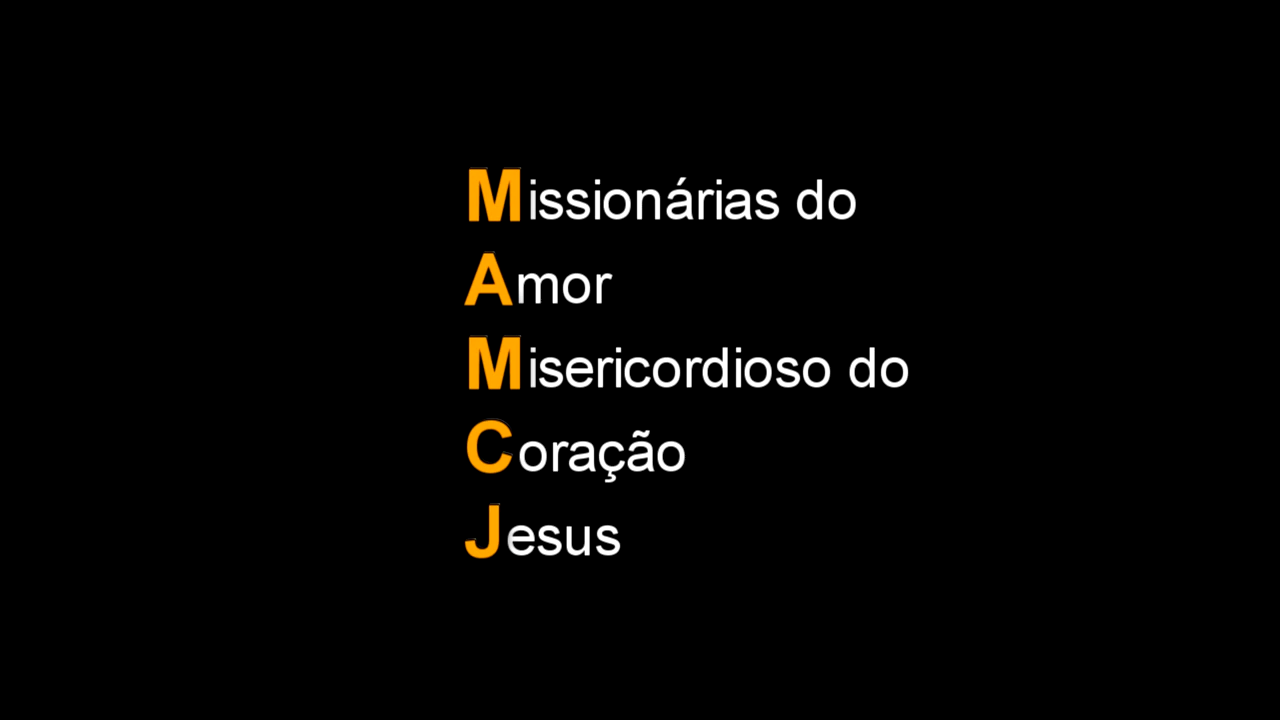 Missionárias do
Amor
Misericordioso do
Coração
Jesus